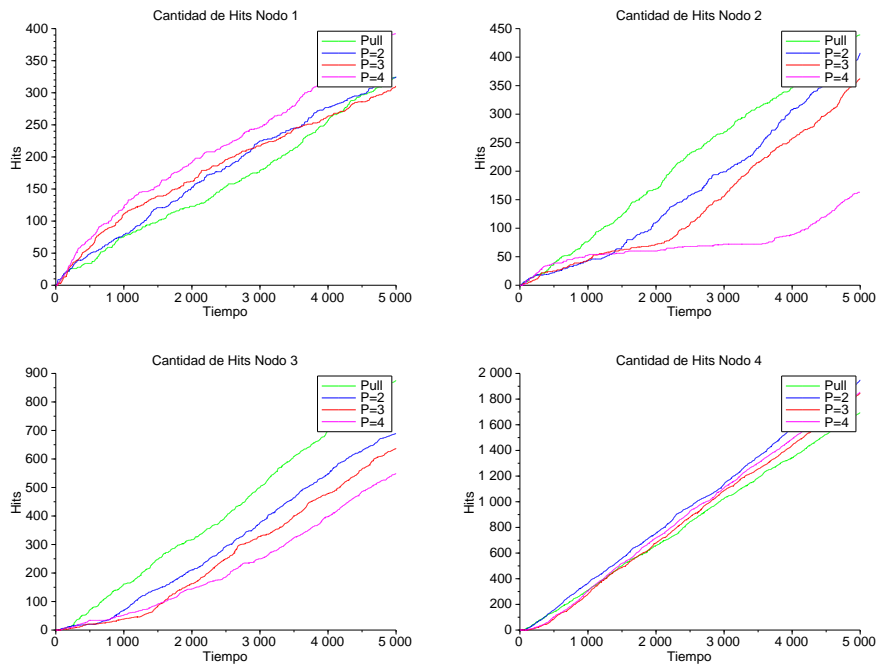 Cantidad de Hits Nodo 1
400
350
300
250
200
150
100
50
0
Hits
0
1 000
2 000
3 000
4 000
5 000
Tiempo
Pull
P=2
P=3
P=4
Cantidad de Hits Nodo 2
450
400
350
300
250
200
150
100
50
0
Hits
0
1 000
2 000
3 000
4 000
5 000
Tiempo
Pull
P=2
P=3
P=4
Cantidad de Hits Nodo 3
900
800
700
600
500
400
300
200
100
0
Hits
0
1 000
2 000
3 000
4 000
5 000
Tiempo
Pull
P=2
P=3
P=4
Cantidad de Hits Nodo 4
2 000
1 800
1 600
1 400
1 200
1 000
800
600
400
200
0
Hits
0
1 000
2 000
3 000
4 000
5 000
Tiempo
Pull
P=2
P=3
P=4